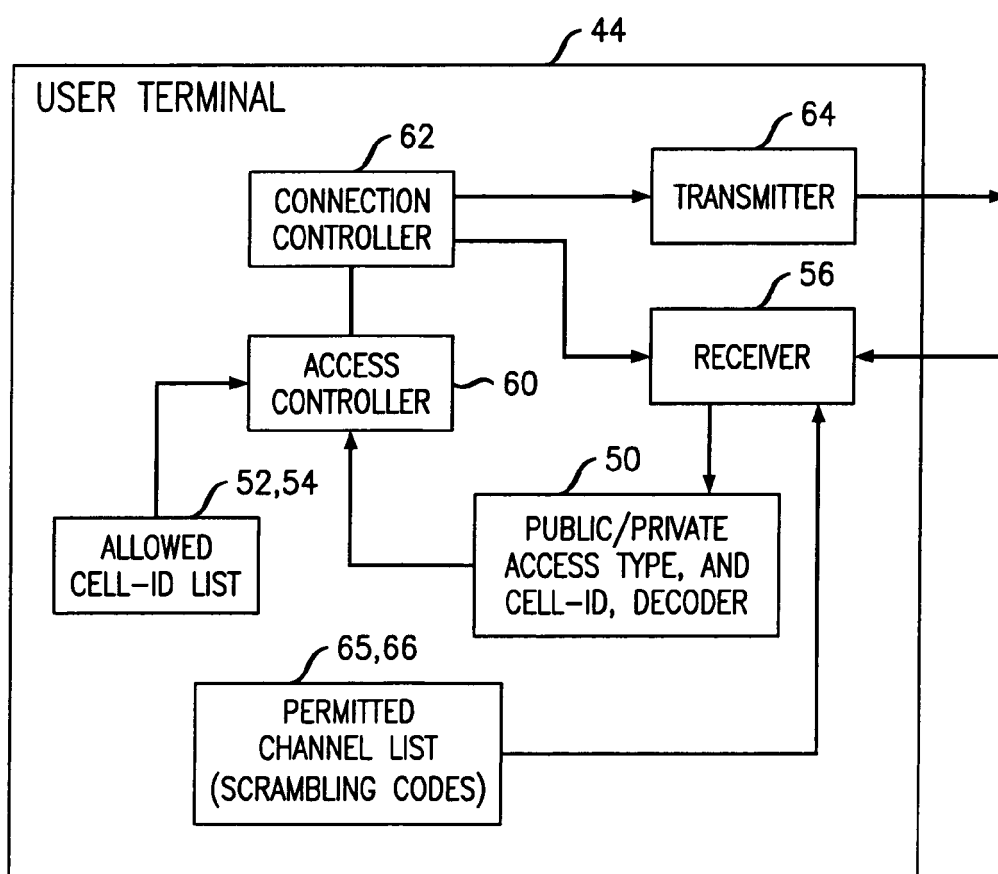 44
USER TERMINAL
62
64
CONNECTION
CONTROLLER
TRANSMITTER
56
ACCESS
CONTROLLER
60
RECEIVER
52,54
50
ALLOWED
CELL-ID LIST
PUBLIC/PRIVATE
ACCESS TYPE, AND
CELL-ID, DECODER
65,66
PERMITTED
CHANNEL LIST
(SCRAMBLING CODES)